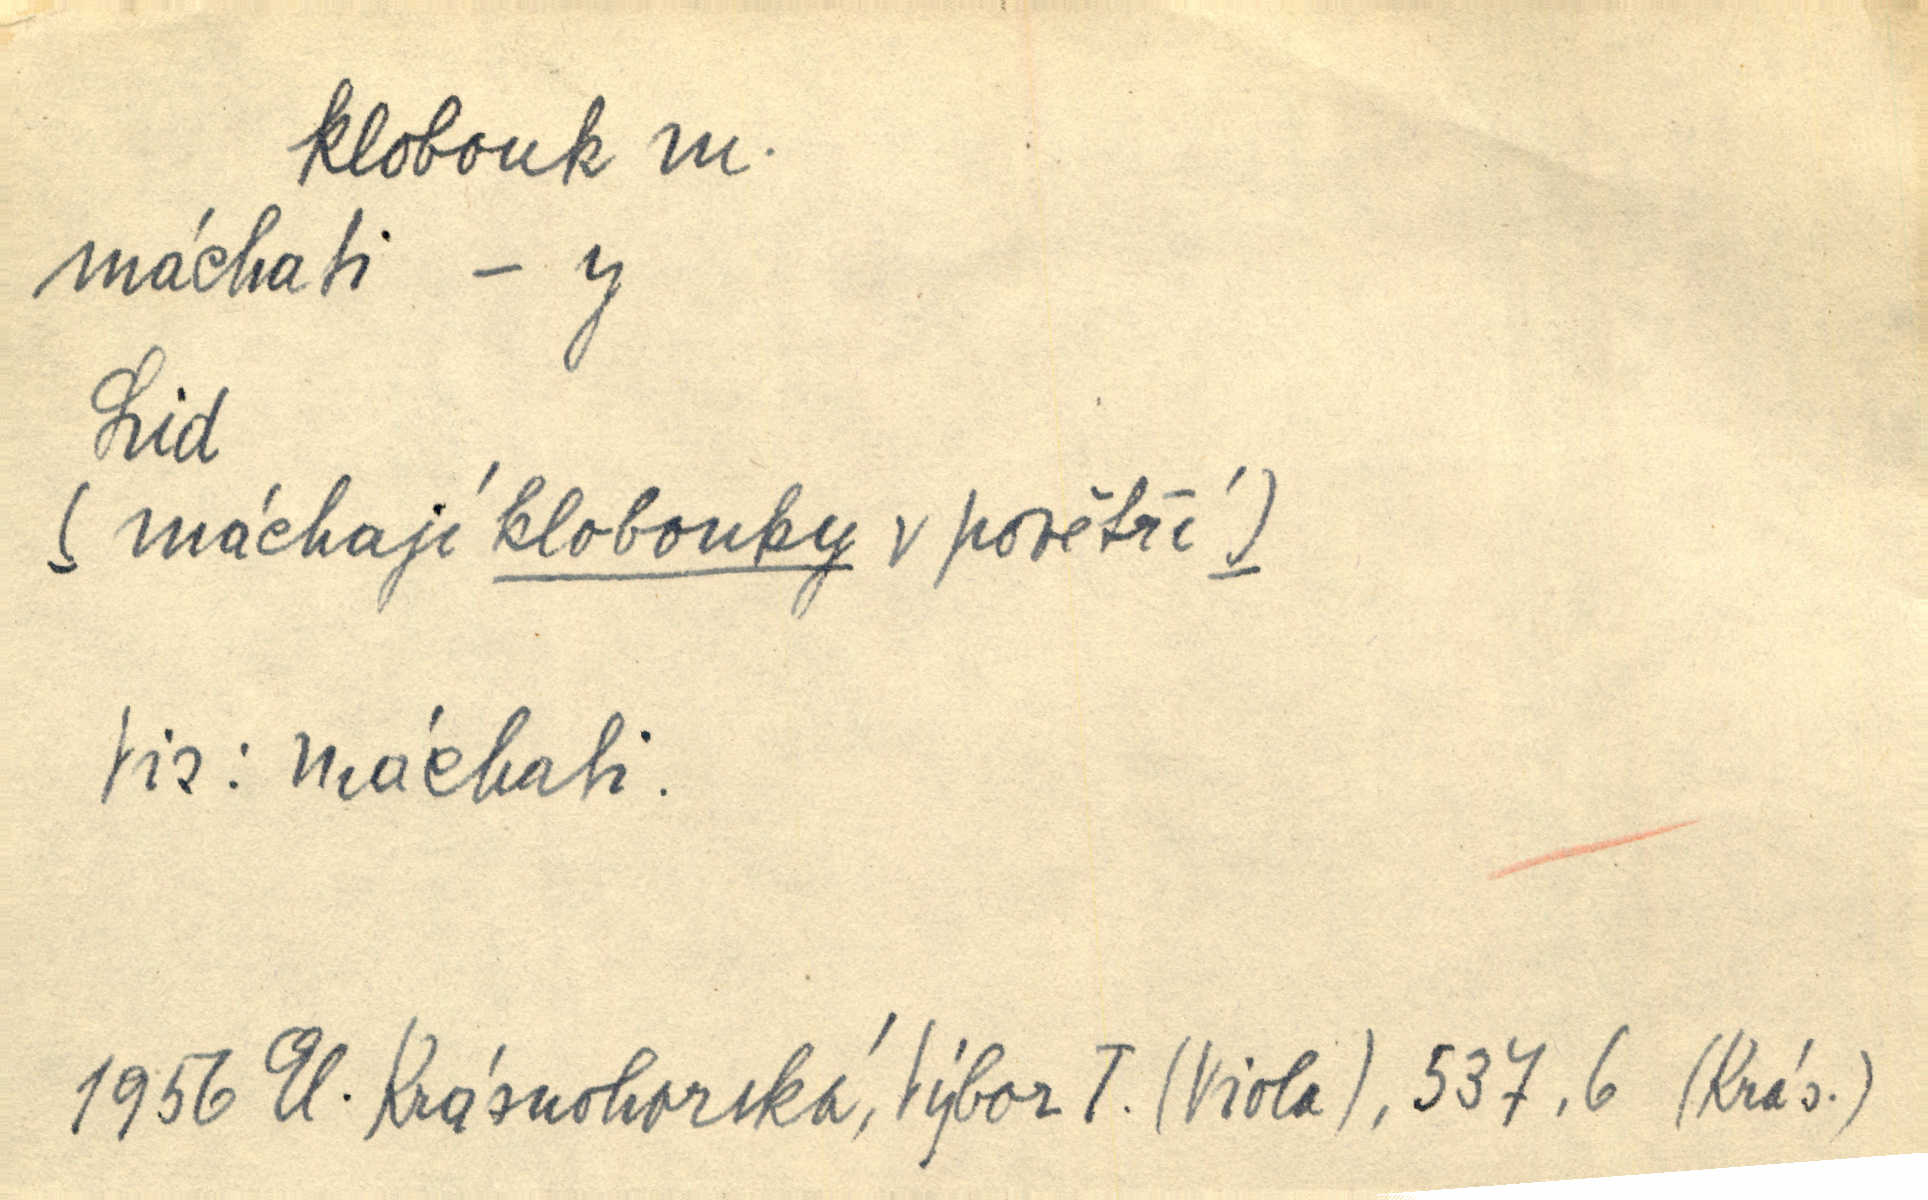 klobouk m.
máchati – y
Lid
(máchají klobouky v povětří)
Viz: máchati.
1956 El. Krásnohorská, Výbor I. (Viola), 537, 6 (Krás.)